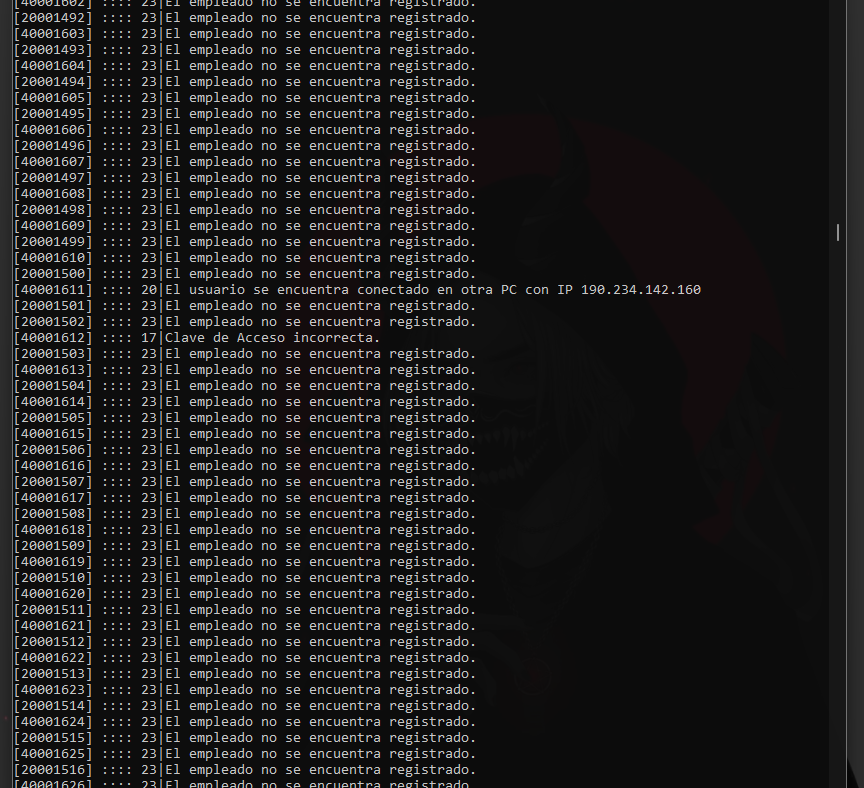 [40001602] :::: 23|El empleado no se encuentra registrado.
[20001492] :::: 23|El empleado no se encuentra registrado.
[40001603] :::: 23|El empleado no se encuentra registrado.
[20001493] :::: 23|El empleado no se encuentra registrado.
[40001604] :::: 23|El empleado no se encuentra registrado.
[20001494] :::: 23|El empleado no se encuentra registrado.
[40001605] :::: 23|El empleado no se encuentra registrado.
[20001495] :::: 23|El empleado no se encuentra registrado.
[40001606] :::: 23|El empleado no se encuentra registrado.
[20001496] :::: 23|El empleado no se encuentra registrado.
[40001607] :::: 23|El empleado no se encuentra registrado.
[20001497] :::: 23|El empleado no se encuentra registrado.
[40001608] :::: 23|El empleado no se encuentra registrado.
[20001498] :::: 23|El empleado no se encuentra registrado.
[40001609] :::: 23|El empleado no se encuentra registrado.
[20001499] :::: 23|El empleado no se encuentra registrado.
[40001610] :::: 23|El empleado no se encuentra registrado.
[20001500] :::: 23|El empleado no se encuentra registrado.
[40001611] :::: 20|El usuario se encuentra conectado en otra PC con IP 190.234.142.160
[20001501] :::: 23|El empleado no se encuentra registrado.
[20001502] :::: 23|El empleado no se encuentra registrado.
[40001612] :::: 17|Clave de Acceso incorrecta.
[20001503] :::: 23|El empleado no se encuentra registrado.
[40001613] :::: 23|El empleado no se encuentra registrado.
[20001504] :::: 23|El empleado no se encuentra registrado.
[40001614] :::: 23|El empleado no se encuentra registrado.
[20001505] :::: 23|El empleado no se encuentra registrado.
[40001615] :::: 23|El empleado no se encuentra registrado.
[20001506] :::: 23|El empleado no se encuentra registrado.
[40001616] :::: 23|El empleado no se encuentra registrado.
[20001507] :::: 23|El empleado no se encuentra registrado.
[40001617] :::: 23|El empleado no se encuentra registrado.
[20001508] :::: 23|El empleado no se encuentra registrado.
[40001618] :::: 23|El empleado no se encuentra registrado.
[20001509] :::: 23|El empleado no se encuentra registrado.
[40001619] :::: 23|El empleado no se encuentra registrado.
[20001510] :::: 23|El empleado no se encuentra registrado.
[40001620] :::: 23|El empleado no se encuentra registrado.
[20001511] :::: 23|El empleado no se encuentra registrado.
[40001621] :::: 23|El empleado no se encuentra registrado.
[20001512] :::: 23|El empleado no se encuentra registrado.
[40001622] :::: 23|El empleado no se encuentra registrado.
[20001513] :::: 23|El empleado no se encuentra registrado.
[40001623] :::: 23|El empleado no se encuentra registrado.
[20001514] :::: 23|El empleado no se encuentra registrado.
[40001624] :::: 23|El empleado no se encuentra registrado.
[20001515] :::: 23|El empleado no se encuentra registrado.
[40001625] :::: 23|El empleado no se encuentra registrado.
[20001516] :::: 23|El empleado no se encuentra registrado.
[40001626] :::: 23|El empleado no se encuentra registrado.